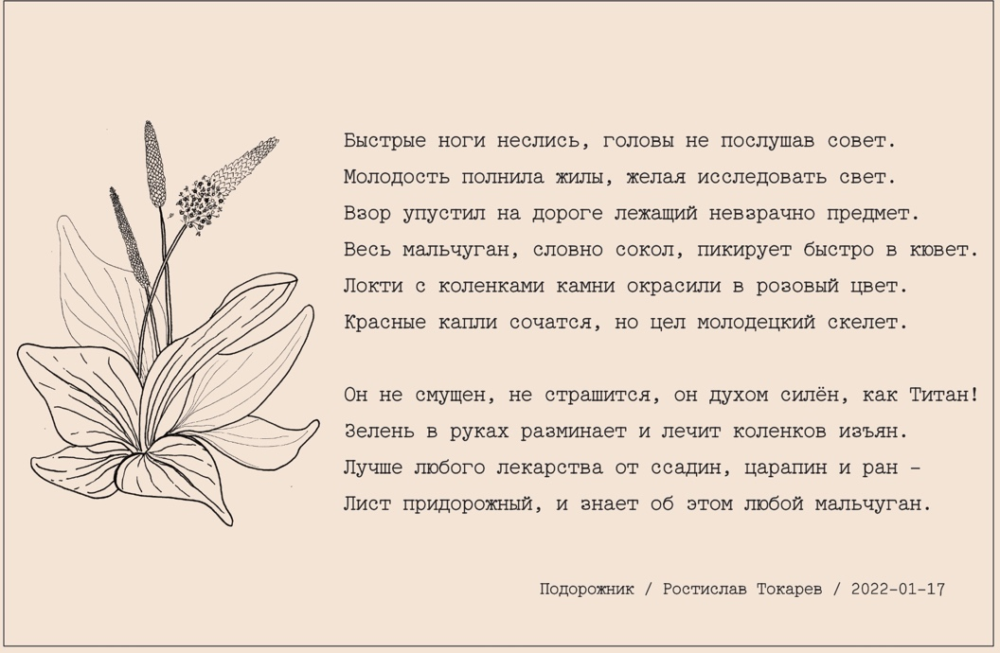 Быстрые ноги неслись, головы не послушав совет.
Молодость полнила жилы, желая исследовать свет.
Взор упустил на дороге лежащий невзрачно предмет.
Весь мальчуган, словно сокол, пикирует быстро в кювет.
Локти с коленками камни окрасили в розовый цвет.
Красные капли сочатся, но цел молодецкий скелет.
Он не смущен, не страшится, он духом силён, как Титан!
Зелень в руках разминает и лечит коленков изъян.
Лучше любого лекарства от ссадин, царапин и ран –
Лист придорожный, и знает об этом любой мальчуган.
Подорожник / Ростислав Токарев / 2022-01-17